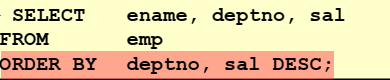 SELECT ename, deptno, sal
FROM emp
ORDER BY deptno, sal DESC;